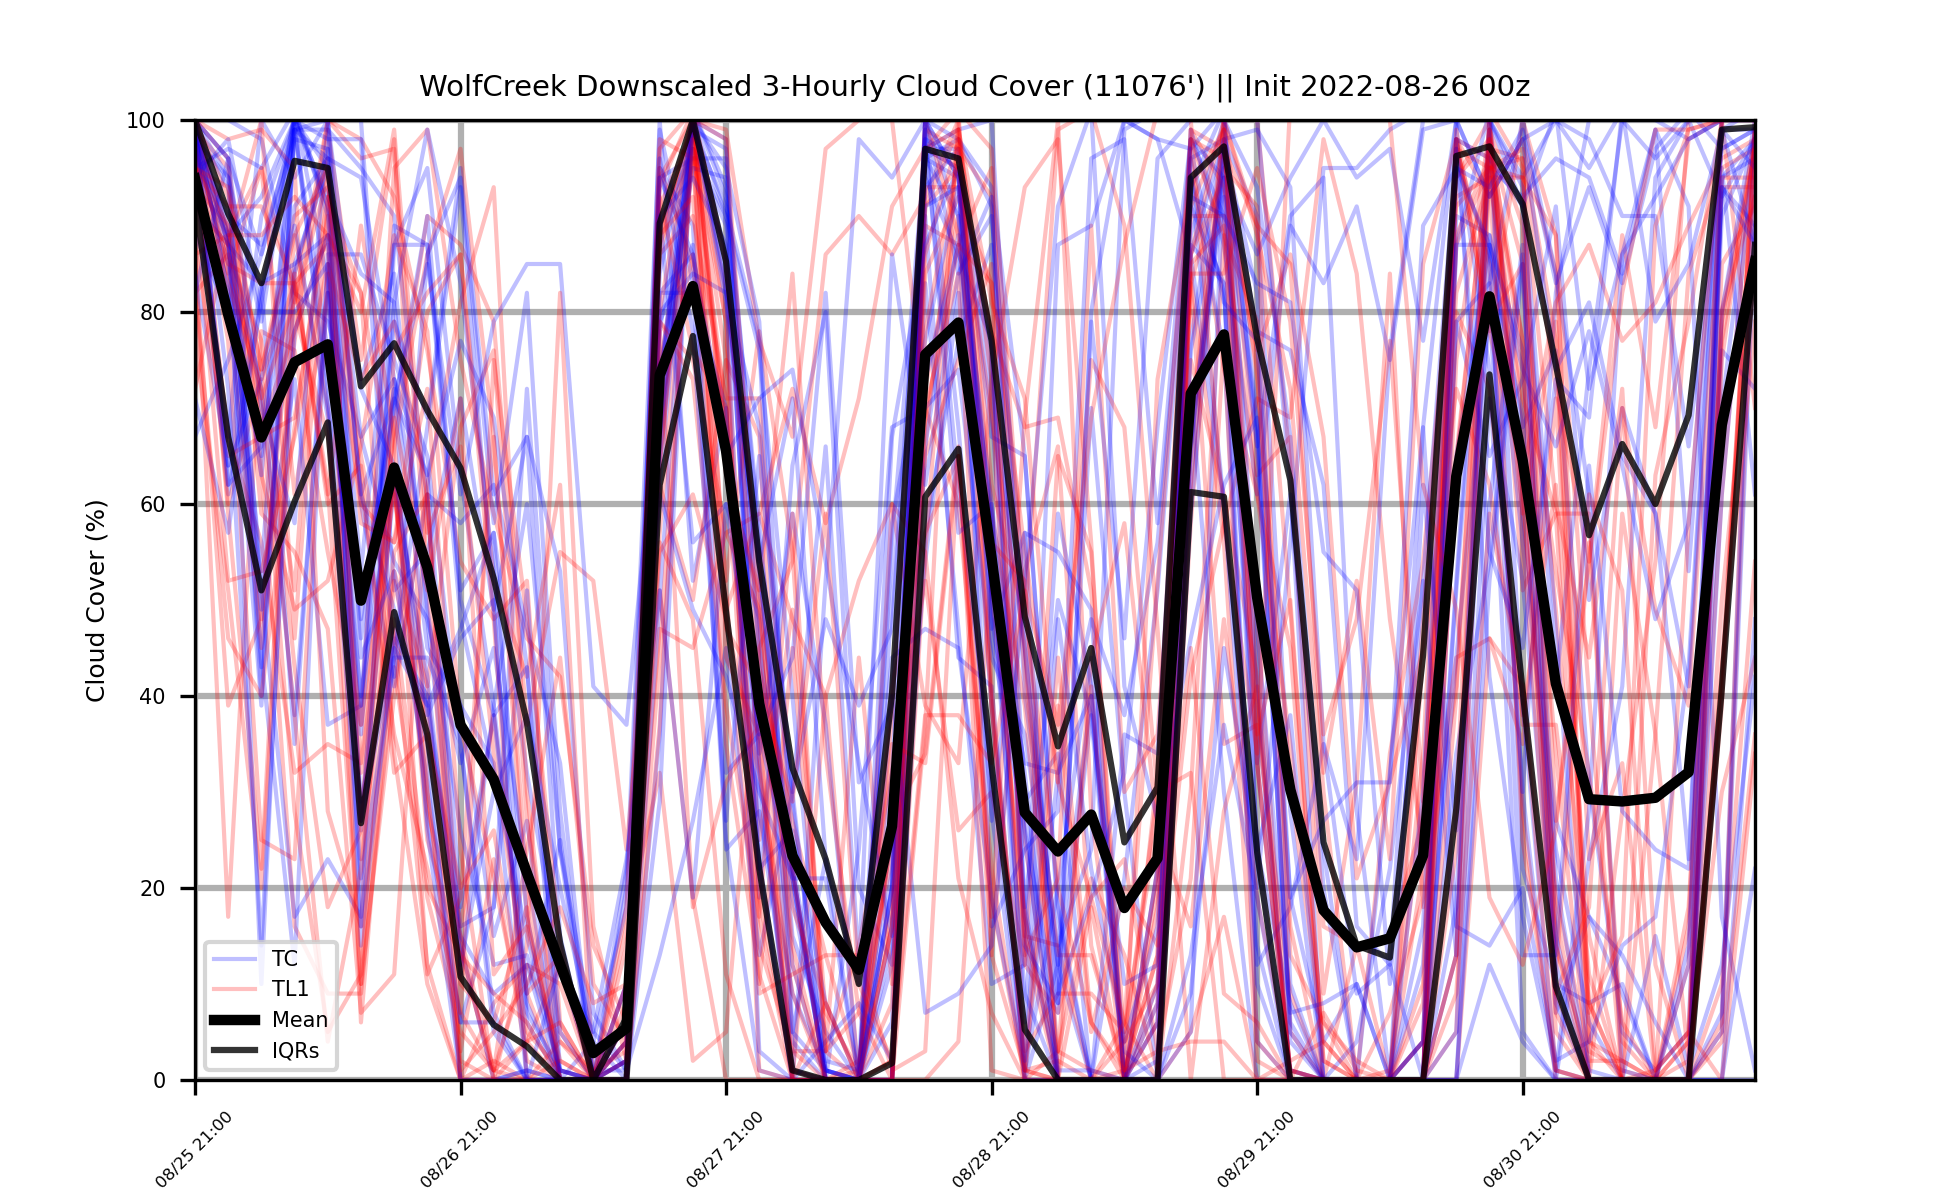 WolfCreek Downscaled 3-Hourly Cloud Cover (11076') || Init 2022-08-26 00z
Cloud Cover (%)
100
80
60
40
20
0
TC
TL1
Mean
IQRs
08/25 21:00
08/26 21:00
08/27 21:00
08/28 21:00
08/29 21:00
08/30 21:00